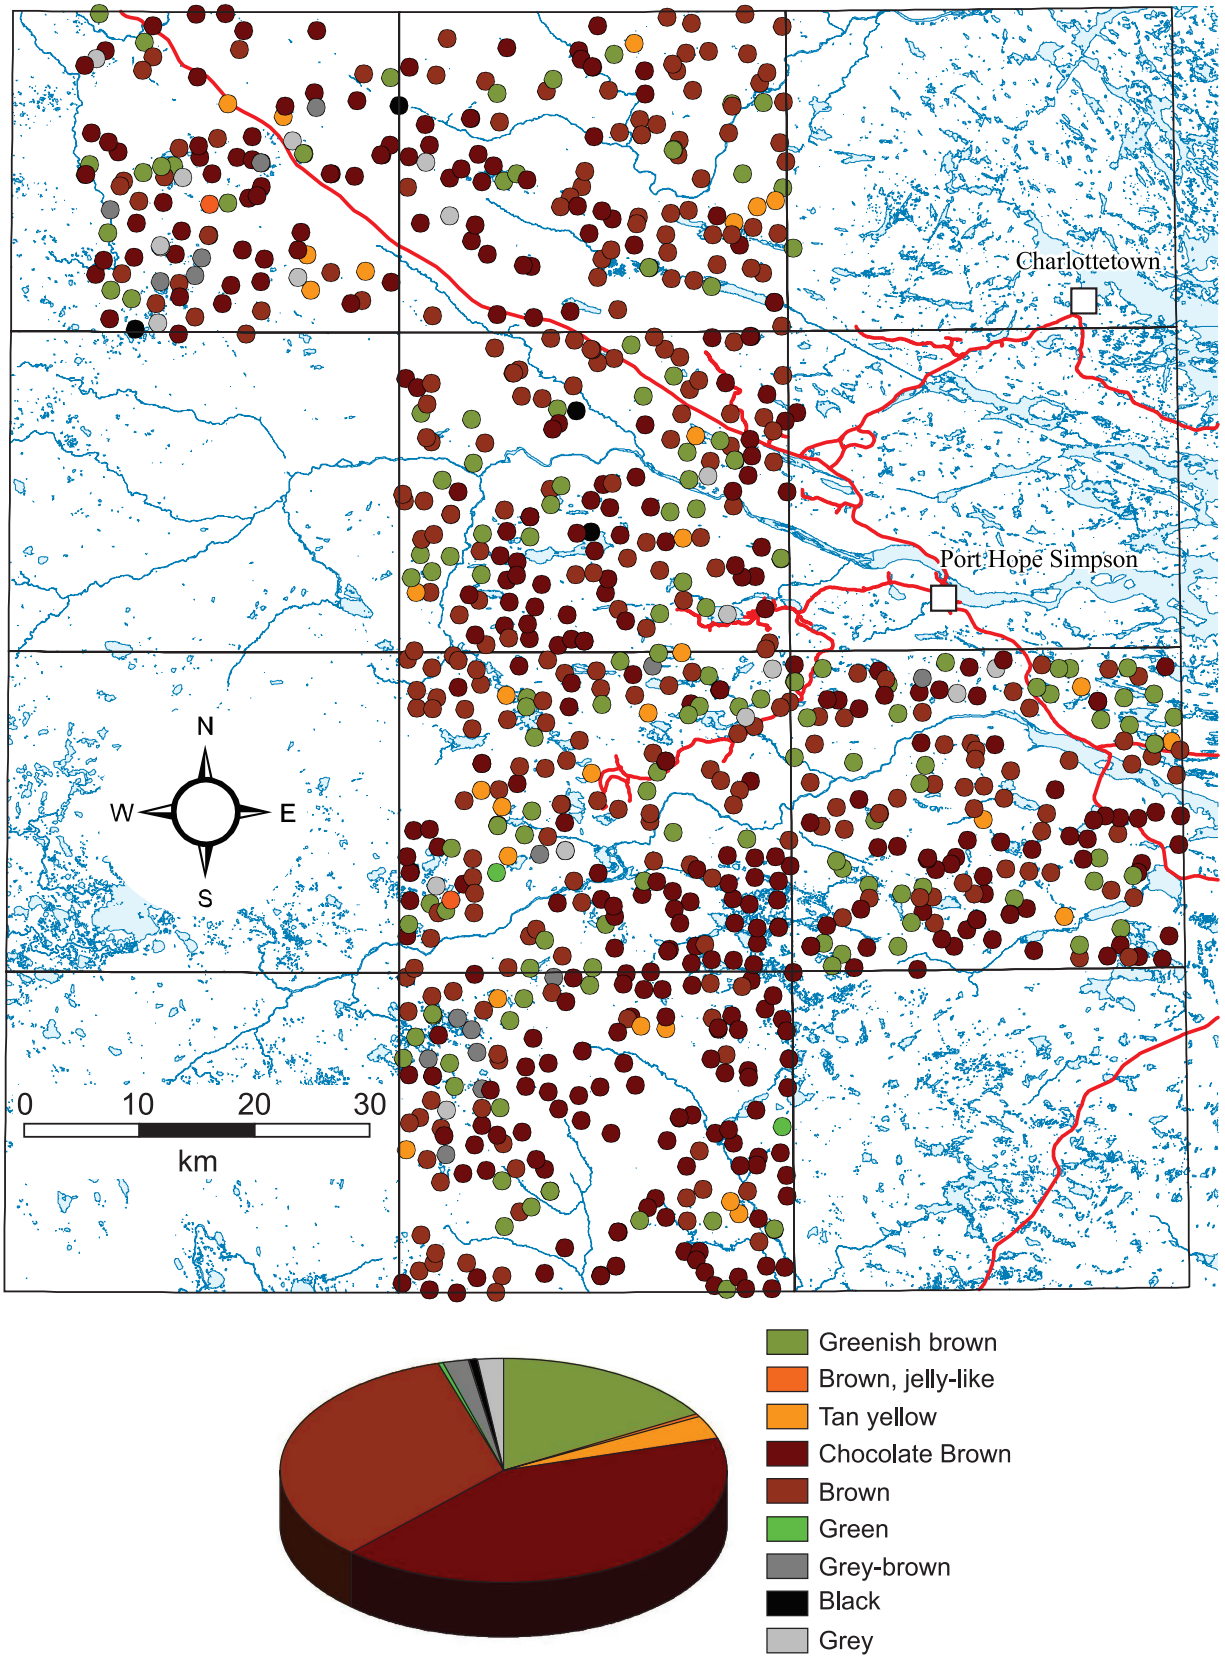 Charlottetown
Port Hope Simpson
N
W
E
S
0 10 20 30
km
Greenish brown
Brown, jelly-like
Tan yellow
Chocolate Brown
Brown
Green
Grey-brown
Black
Grey